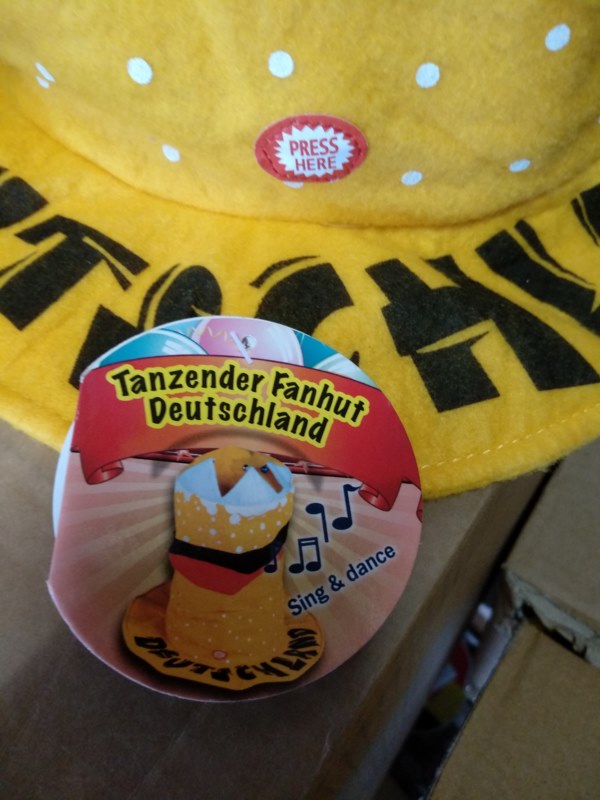 PRESS
HERE
Tanzender Fanhut
Deutschland
Sing & dance
DEUTSCHLAND